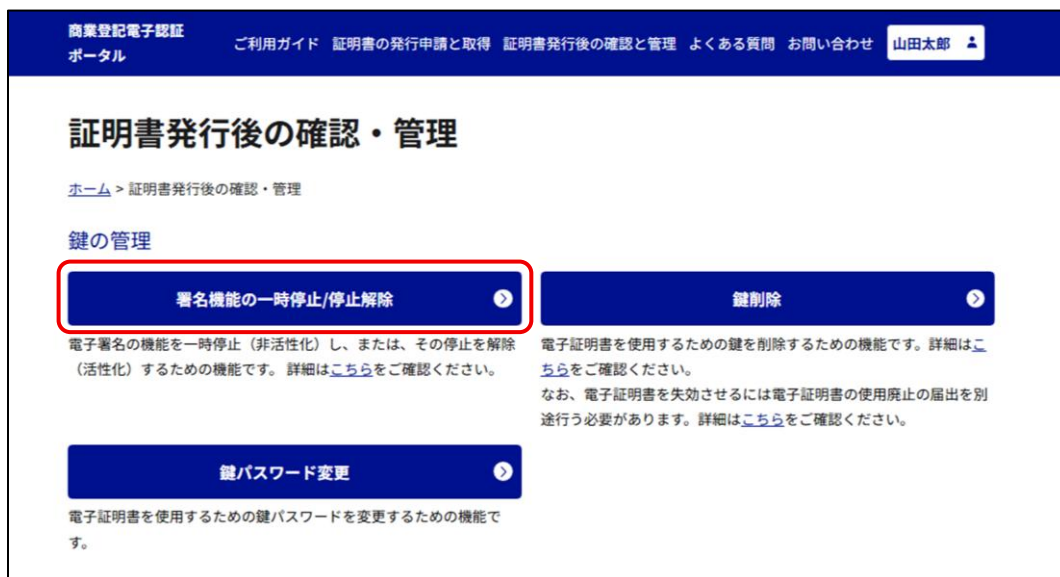 商業登記電子認証
ポータル
ご利用ガイド 証明書の発行申請と取得 証明書発行後の確認と管理 よくある質問 お問い合わせ 山田太郎
証明書発行後の確認・管理
ホーム > 証明書発行後の確認・管理
鍵の管理
署名機能の一時停止/停止解除
電子署名の機能を一時停止（非活性化）し、または、その停止を解除
（活性化）するための機能です。 詳細はこちらをご確認ください。
鍵削除
電子証明書を使用するための鍵を削除するための機能です。詳細はこ
ちらをご確認ください。
なお、電子証明書を失効させるには電子証明書の使用廃止の届出を別
途行う必要があります。詳細はこちらをご確認ください。
鍵パスワード変更
電子証明書を使用するための鍵パスワードを変更するための機能で
す。